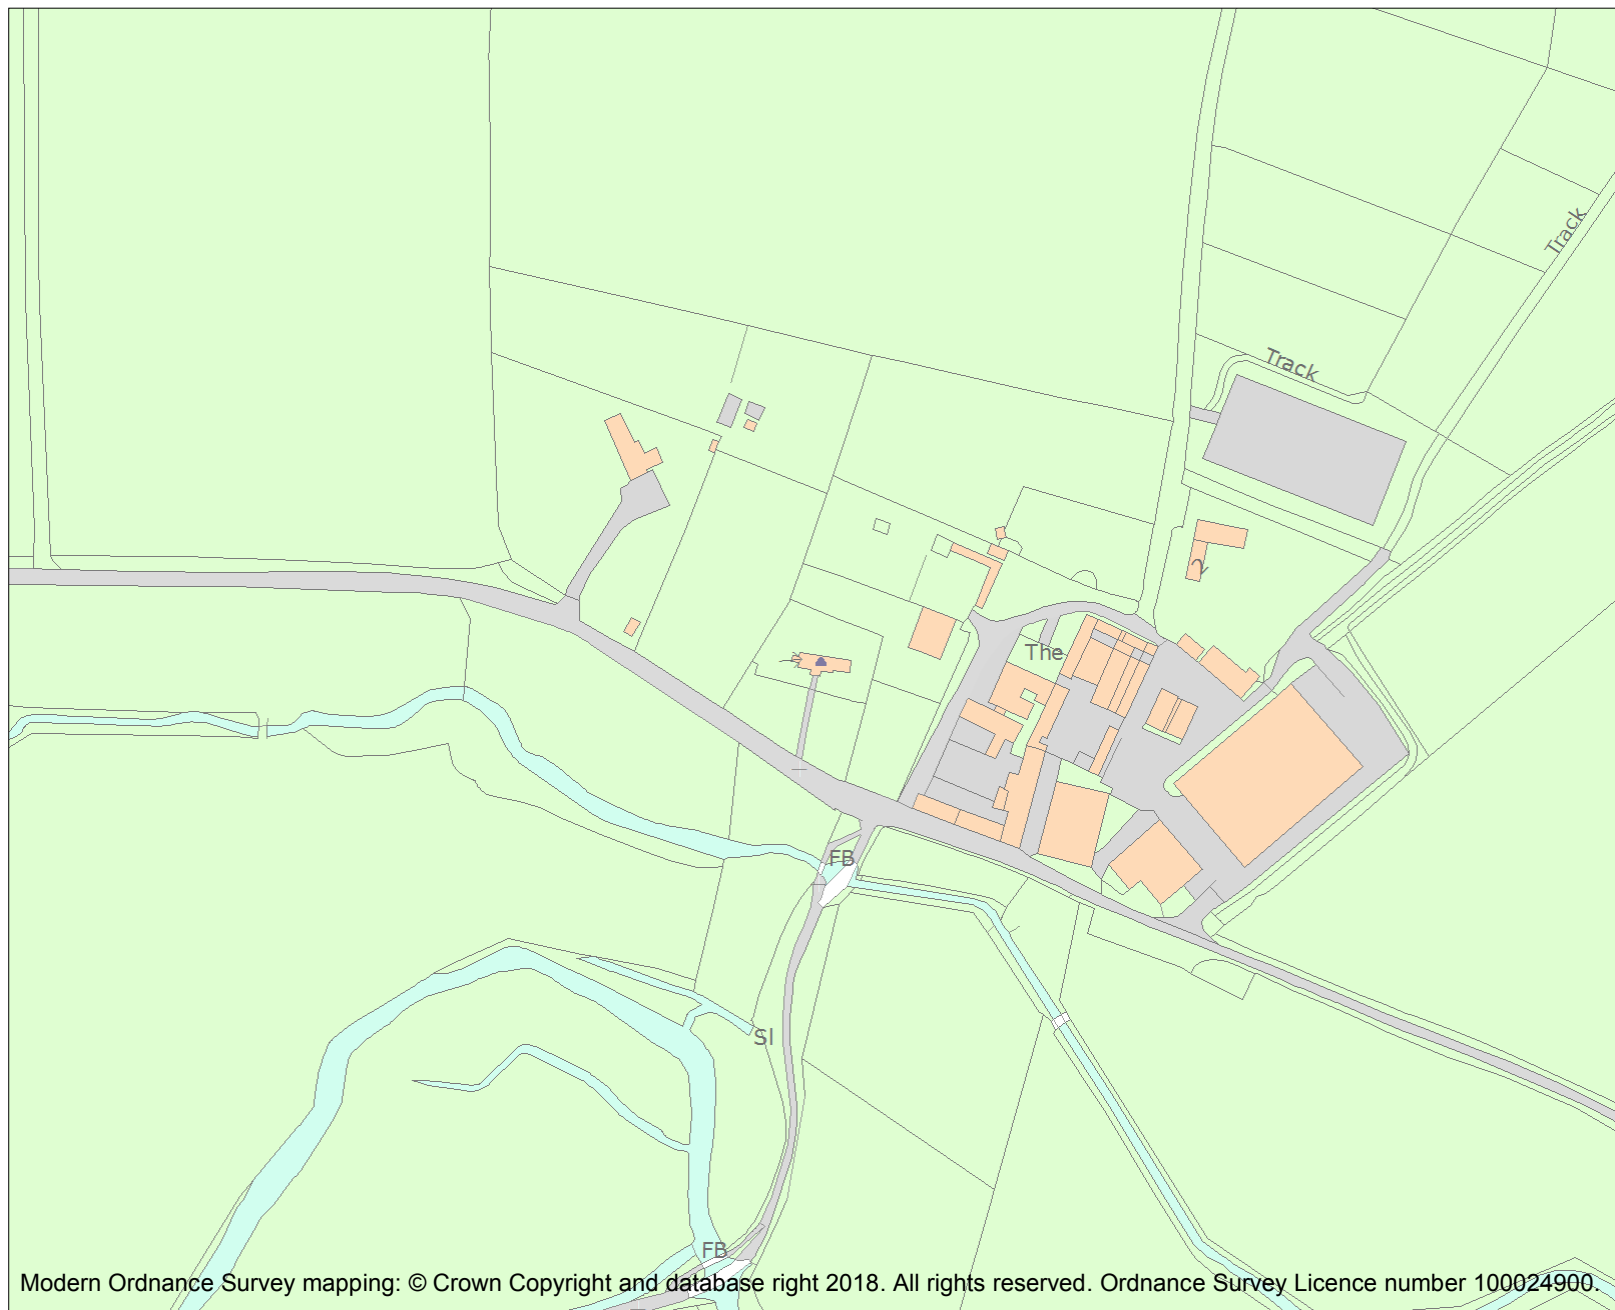 Track
Track
2
The
FB
Sl
FB
Modern Ordnance Survey mapping: © Crown Copyright and database right 2018. All rights reserved. Ordnance Survey Licence number 100024900.